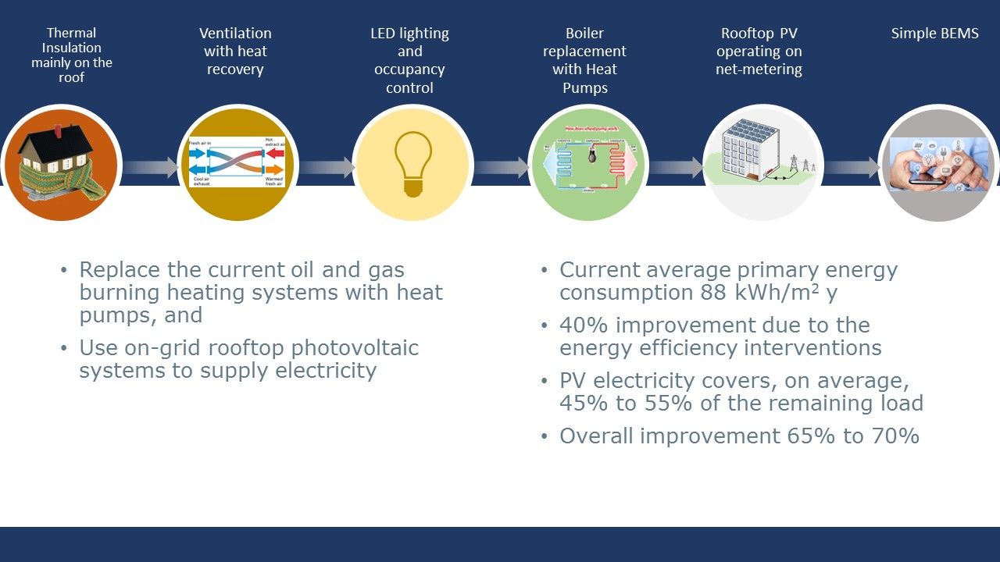 Thermal
Insulation
mainly on the
roof
Ventilation
with heat
recovery
LED lighting
and
occupancy
control
Boiler
replacement
with Heat
Pumps
Rooftop PV
operating on
net-metering
Simple BEMS
Fresh air in
Hot
extract air
Cool air
exhaust
Warmed
fresh air
• Replace the current oil and gas
burning heating systems with heat
pumps, and
• Use on-grid rooftop photovoltaic
systems to supply electricity
• Current average primary energy
consumption 88 kWh/m² y
• 40% improvement due to the
energy efficiency interventions
• PV electricity covers, on average,
45% to 55% of the remaining load
• Overall improvement 65% to 70%